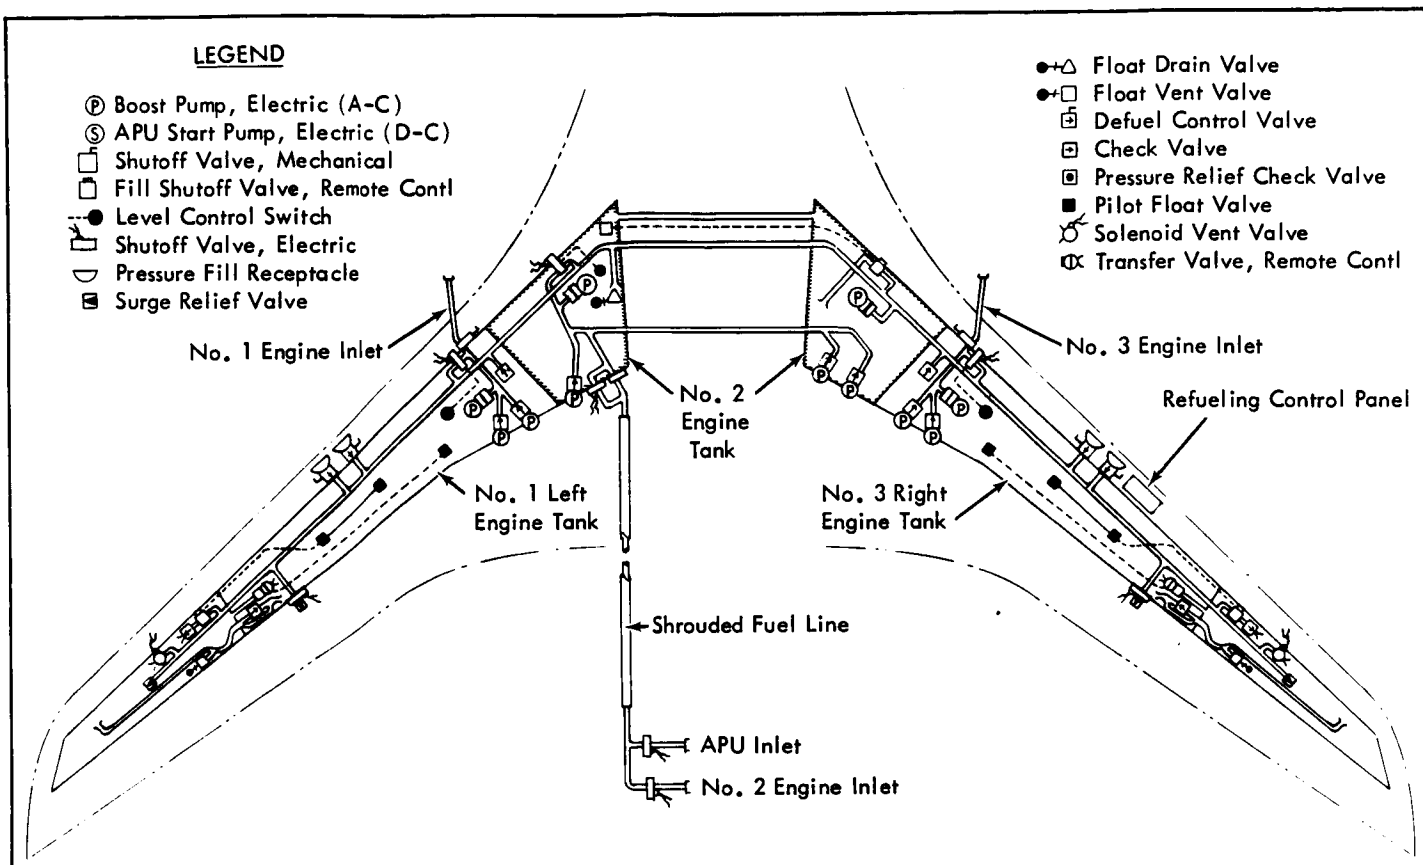 LEGEND
Ⓟ Boost Pump, Electric (A-C)
Ⓢ APU Start Pump, Electric (D-C)
Shutoff Valve, Mechanical
Fill Shutoff Valve, Remote Contl
Level Control Switch
Shutoff Valve, Electric
Pressure Fill Receptacle
Surge Relief Valve
Float Drain Valve
Float Vent Valve
Defuel Control Valve
Check Valve
Pressure Relief Check Valve
Pilot Float Valve
Solenoid Vent Valve
Transfer Valve, Remote Contl
No. 1 Engine Inlet
No. 3 Engine Inlet
No. 2
Engine
Tank
Refueling Control Panel
No. 1 Left
Engine Tank
No. 3 Right
Engine Tank
Shrouded Fuel Line
APU Inlet
No. 2 Engine Inlet
P
P
P
P
P
P
P
P
P
P
P